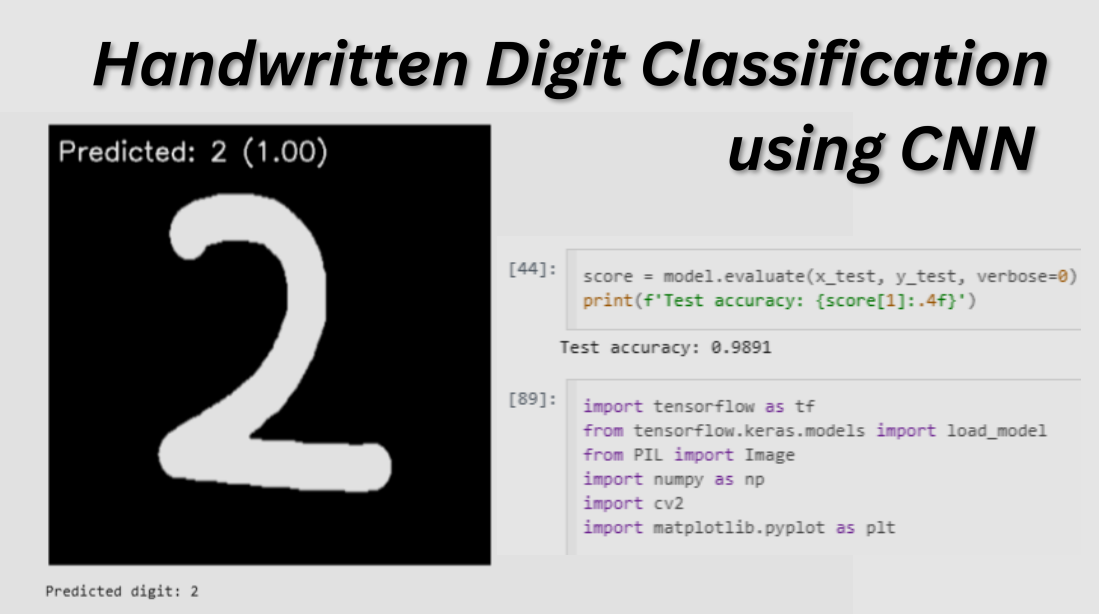 Handwritten Digit Classification
using CNN
Predicted: 2 (1.00)
2
Predicted digit: 2
[44]:
score = model.evaluate(x_test, y_test, verbose=0)
print(f'Test accuracy: {score[1]:.4f}')
Test accuracy: 0.9891
[89]:
import tensorflow as tf
from tensorflow.keras.models import load_model
from PIL import Image
import numpy as np
import cv2
import matplotlib.pyplot as plt